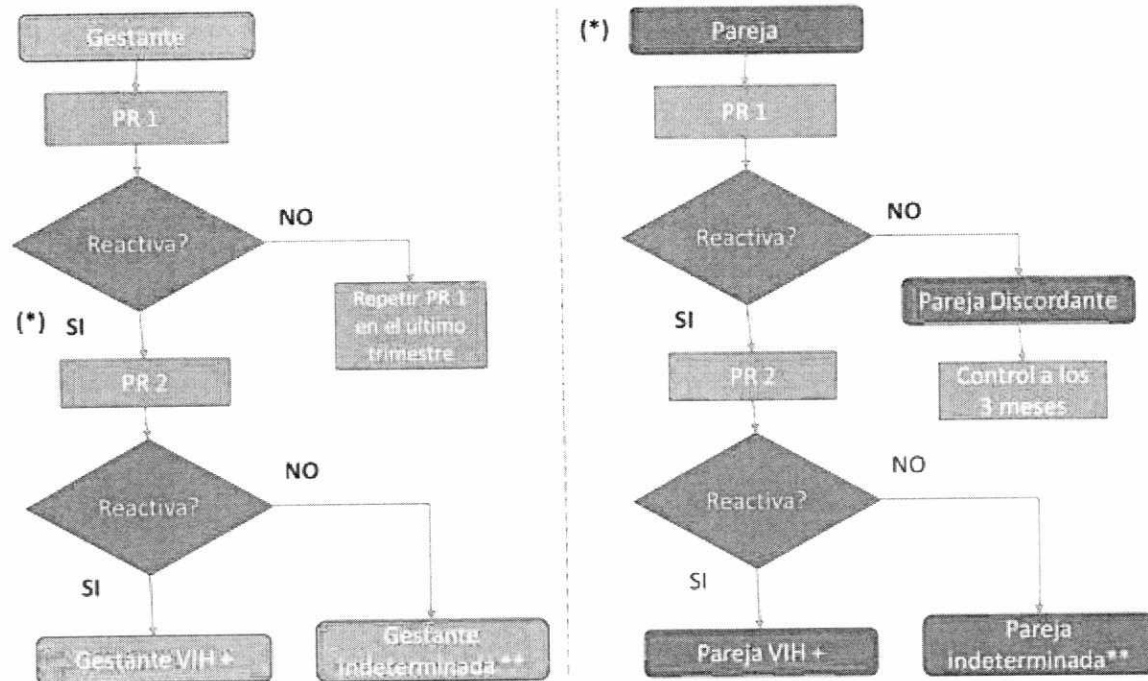 Gestante
PR 1
Reactiva?
NO
Repetir PR 1
en el último
trimestre
(*) SI
PR 2
Reactiva?
NO
SI
Gestante VIH +
Gestante
indeterminada**
(*)
Pareja
PR 1
Reactiva?
NO
Pareja Discordante
Control a los
3 meses
SI
PR 2
Reactiva?
NO
SI
Pareja VIH +
Pareja
indeterminada**